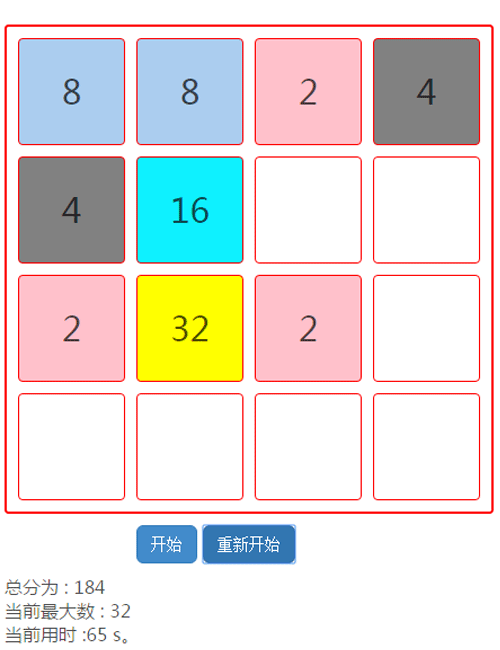 8 8 2 4
4 16
2 32 2
开始 重新开始
总分为 : 184
当前最大数 : 32
当前用时 :65 s。